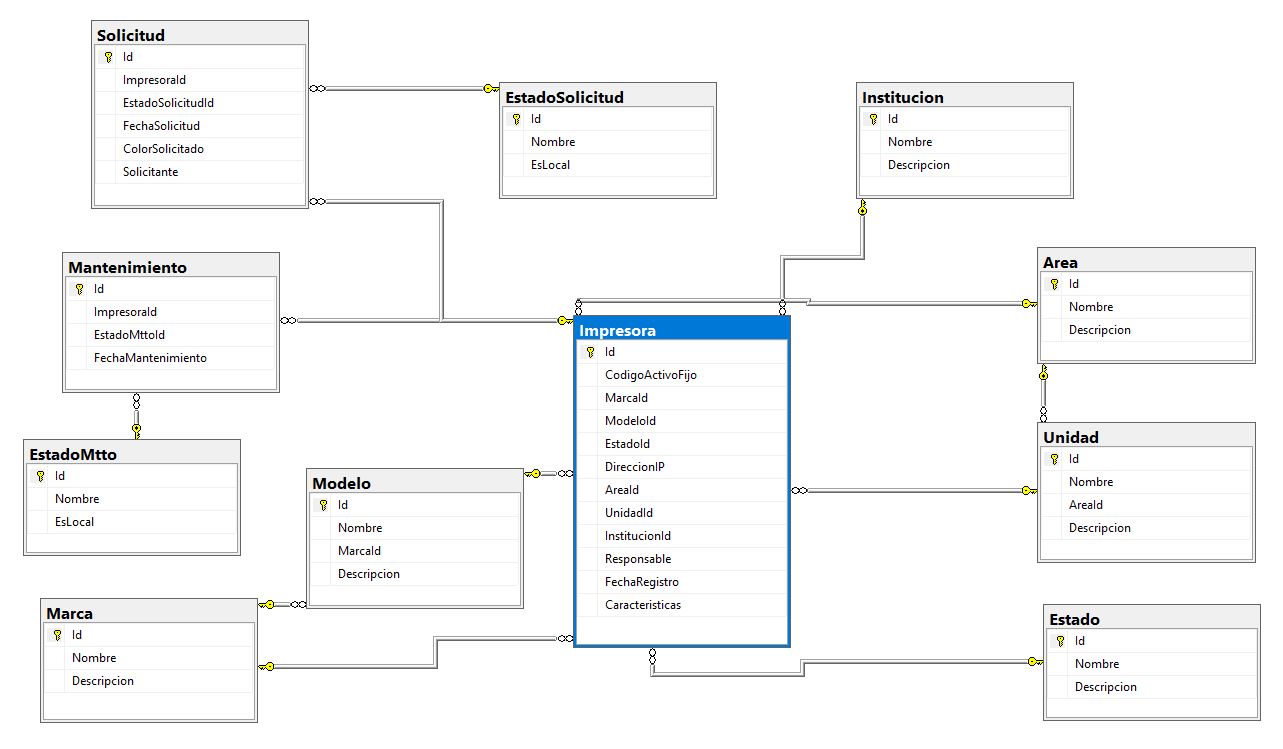 Solicitud
Id
ImpresoraId
EstadoSolicitudId
FechaSolicitud
ColorSolicitado
Solicitante
EstadoSolicitud
Id
Nombre
EsLocal
Institucion
Id
Nombre
Descripcion
Mantenimiento
Id
ImpresoraId
EstadoMttoId
FechaMantenimiento
Area
Id
Nombre
Descripcion
Impresora
Id
CodigoActivoFijo
MarcaId
ModeloId
EstadoId
DireccionIP
AreaId
UnidadId
InstitucionId
Responsable
FechaRegistro
Caracteristicas
Unidad
Id
Nombre
AreaId
Descripcion
EstadoMtto
Id
Nombre
EsLocal
Modelo
Id
Nombre
MarcaId
Descripcion
Marca
Id
Nombre
Descripcion
Estado
Id
Nombre
Descripcion